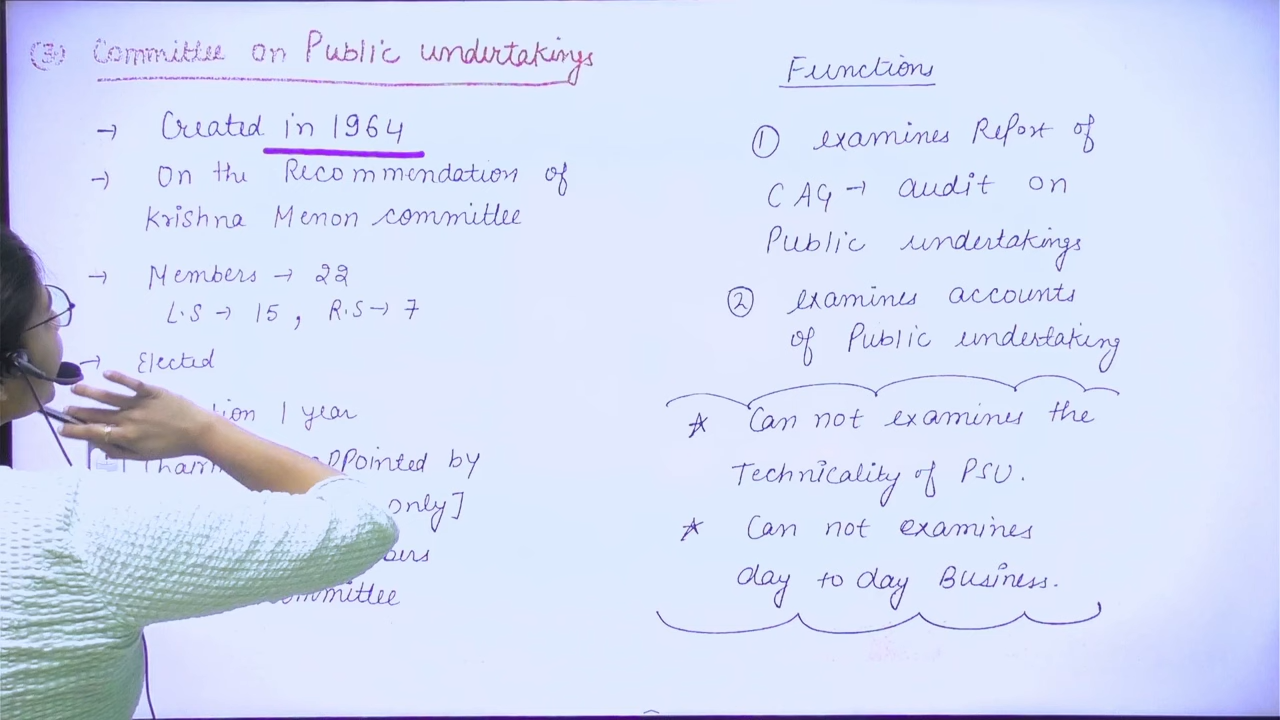 (3) Committee on Public undertakings
→ Created in 1964
→ On the Recommendation of
Krishna Menon committee
→ Members → 22
L.S → 15, R.S → 7
→ Elected
1 year
by
only]
committee
Functions
① examines Report of
CAG → audit on
Public undertakings
② examines accounts
of Public undertaking
☆ Can not examines the
Technicality of PSU.
☆ Can not examines
day to day Business.